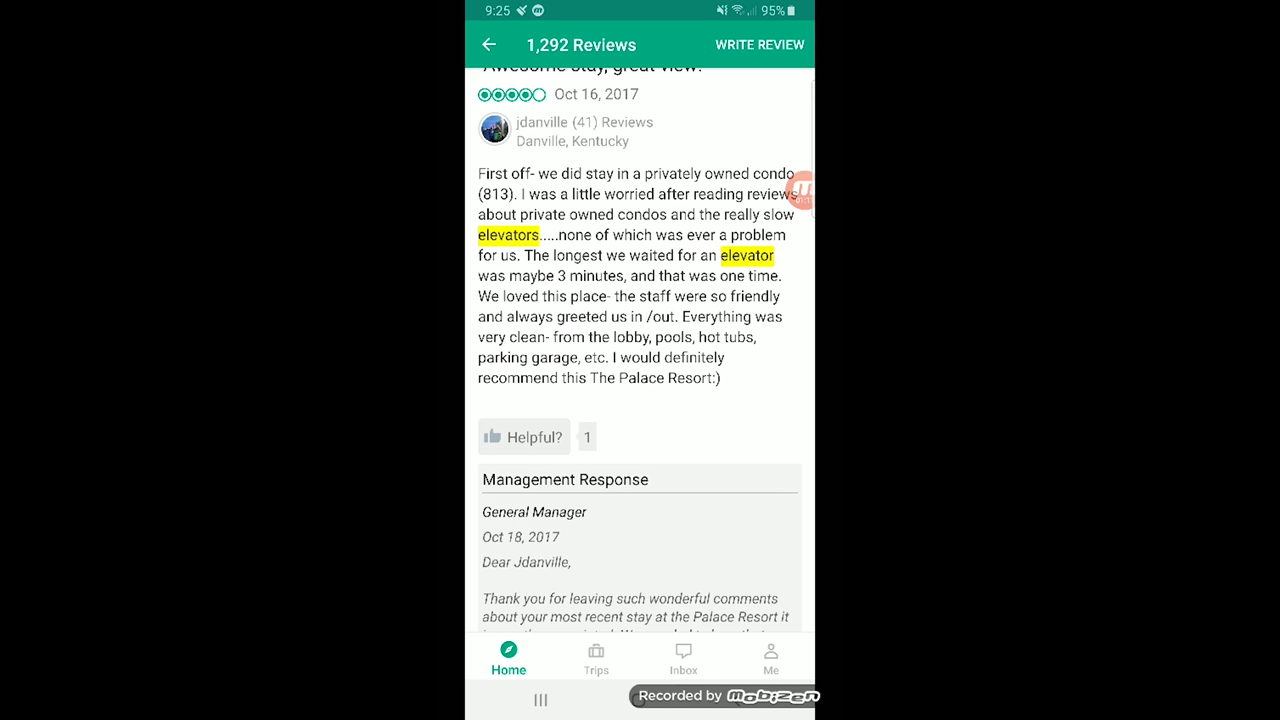 9:25 95%
1,292 Reviews WRITE REVIEW
Awesome stay, great view!
Oct 16, 2017
jdanville (41) Reviews
Danville, Kentucky
First off- we did stay in a privately owned condo
(813). I was a little worried after reading reviews
about private owned condos and the really slow
elevators.....none of which was ever a problem
for us. The longest we waited for an elevator
was maybe 3 minutes, and that was one time.
We loved this place- the staff were so friendly
and always greeted us in /out. Everything was
very clean- from the lobby, pools, hot tubs,
parking garage, etc. I would definitely
recommend this The Palace Resort:)
Helpful? 1
Management Response
General Manager
Oct 18, 2017
Dear Jdanville,
Thank you for leaving such wonderful comments
about your most recent stay at the Palace Resort it
Home Trips Inbox Me
Recorded by Mobizen